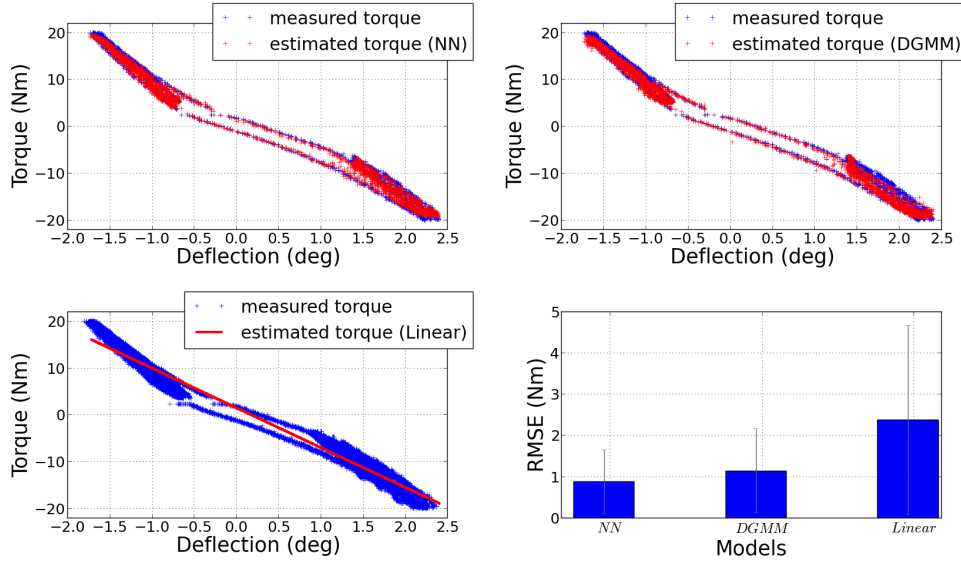 measured torque
estimated torque (NN)
20
10
0
−10
−20
Torque (Nm)
−2.0 −1.5 −1.0 −0.5 0.0 0.5 1.0 1.5 2.0 2.5
Deflection (deg)
measured torque
estimated torque (DGMM)
20
10
0
−10
−20
Torque (Nm)
−2.0 −1.5 −1.0 −0.5 0.0 0.5 1.0 1.5 2.0 2.5
Deflection (deg)
measured torque
estimated torque (Linear)
20
10
0
−10
−20
Torque (Nm)
−2.0 −1.5 −1.0 −0.5 0.0 0.5 1.0 1.5 2.0 2.5
Deflection (deg)
5
4
3
2
1
0
RMSE (Nm)
NN DGMM Linear
Models